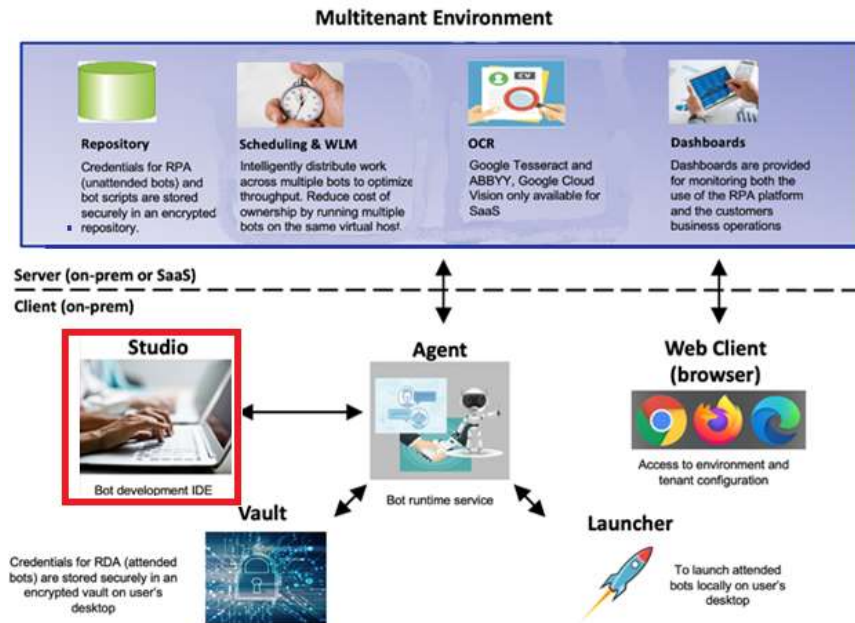 Multitenant Environment
CV
Repository
Credentials for RPA
(unattended bots) and
bot scripts are stored
securely in an encrypted
repository.
Scheduling & WLM
Intelligently distribute work
across multiple bots to optimize
throughput. Reduce cost of
ownership by running multiple
bots on the same virtual host.
OCR
Google Tesseract and
ABBYY, Google Cloud
Vision only available for
SaaS
Dashboards
Dashboards are provided
for monitoring both the
use of the RPA platform
and the customers
business operations
Server (on-prem or SaaS)
Client (on-prem)
Studio
Bot development IDE
Agent
Bot runtime service
Web Client
(browser)
Access to environment and
tenant configuration
Vault
Credentials for RDA (attended
bots) are stored securely in an
encrypted vault on user's
desktop
Launcher
To launch attended
bots locally on user's
desktop